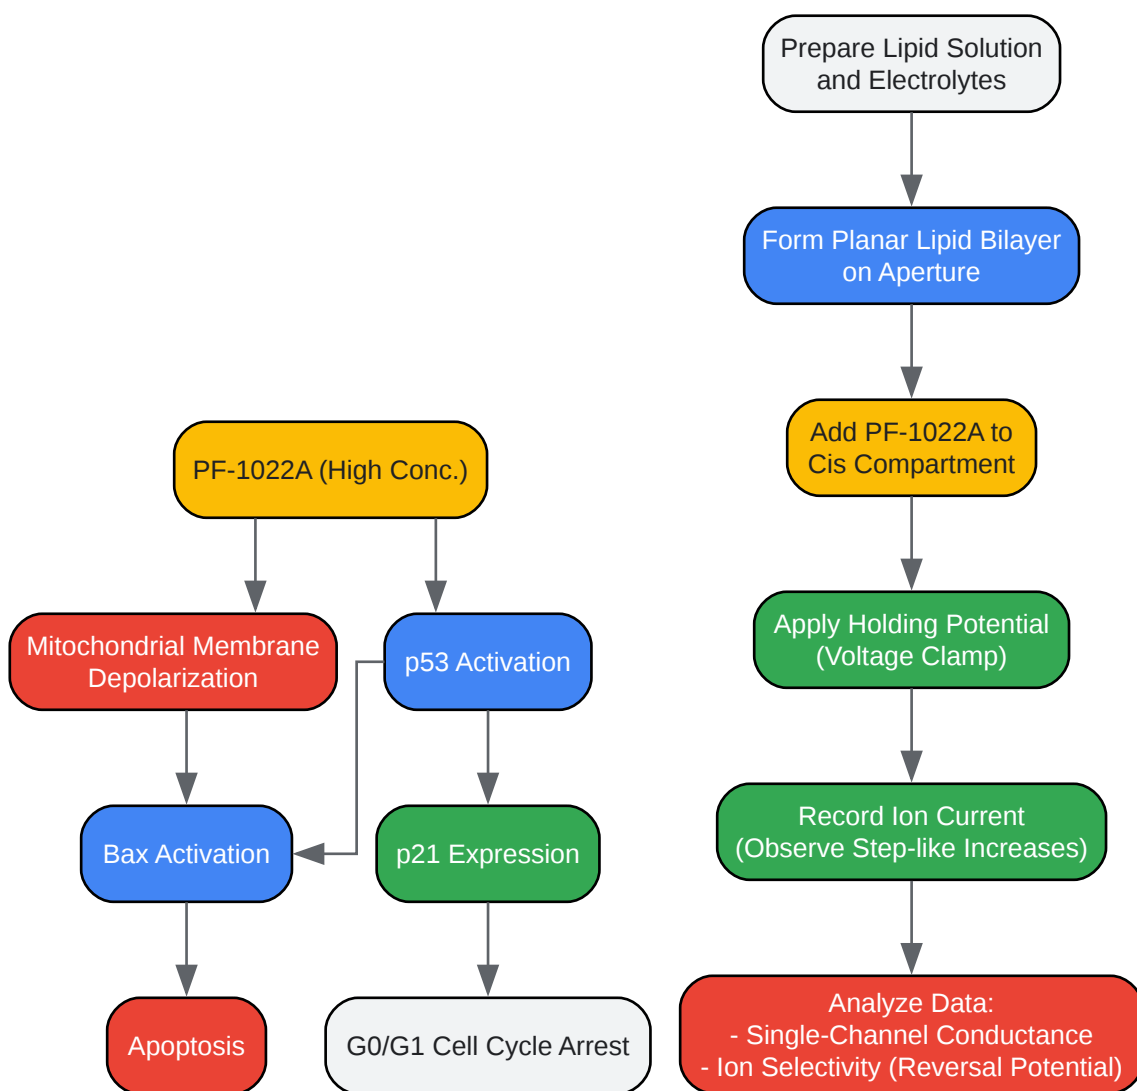 PF-1022A (High Conc.)
Mitochondrial Membrane
Depolarization
p53 Activation
Bax Activation
p21 Expression
Apoptosis
G0/G1 Cell Cycle Arrest
Prepare Lipid Solution
and Electrolytes
Form Planar Lipid Bilayer
on Aperture
Add PF-1022A to
Cis Compartment
Apply Holding Potential
(Voltage Clamp)
Record Ion Current
(Observe Step-like Increases)
Analyze Data:
- Single-Channel Conductance
- Ion Selectivity (Reversal Potential)